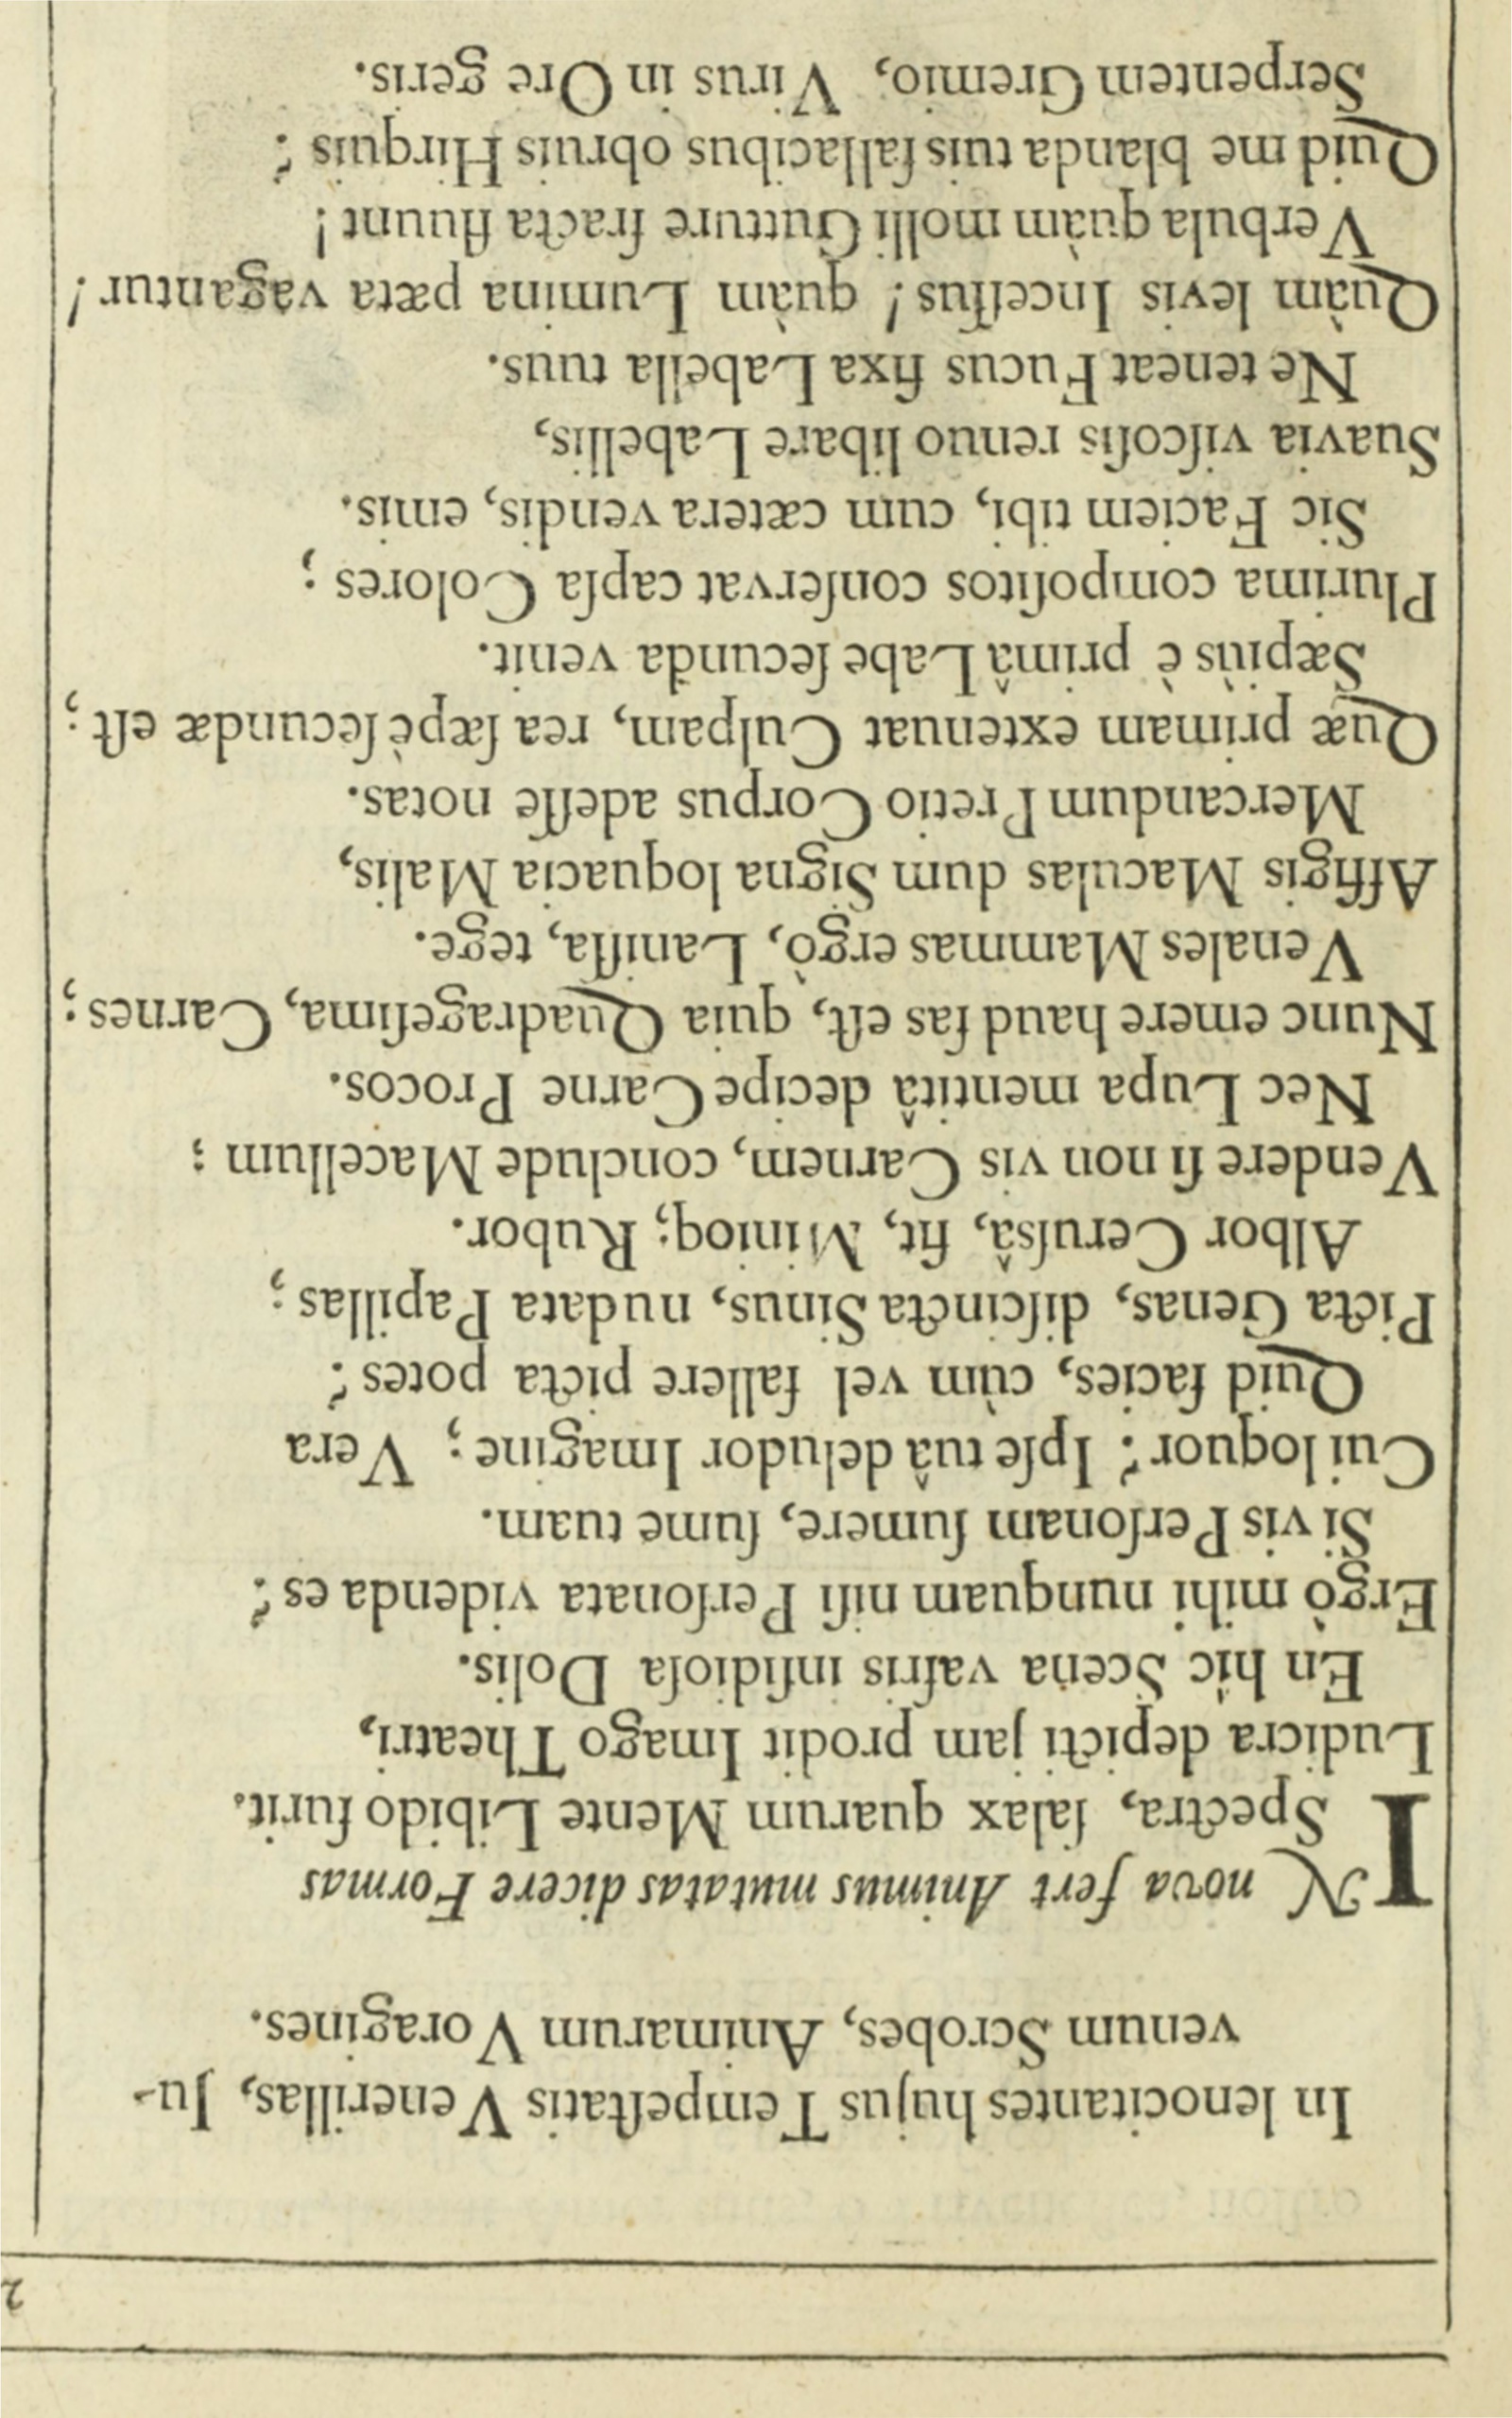 2
In lenocitantes hujus Tempeſtatis Venerillas, Ju-
venum Scrobes, Animarum Voragines.
IN nova fert Animus mutatas dicere Formas
Spectra, ſalax quarum Mente Libido furit.
Ludicra depicti jam prodit Imago Theatri,
En hîc Scena vafris inſidioſa Dolis.
Ergò mihi nunquam niſi Perſonata videnda es?
Si vis Perſonam ſumere, ſume tuam.
Cui loquor? Ipſe tuâ deludor Imagine; Vera
Quid facies, cùm vel fallere picta potes?
Picta Genas, diſcincta Sinus, nudata Papillas;
Albor Ceruſsâ, fit, Minioq; Rubor.
Vendere ſi non vis Carnem, conclude Macellum;
Nec Lupa mentitâ decipe Carne Procos.
Nunc emere haud fas eſt, quia Quadrageſima, Carnes;
Venales Mammas ergò, Laniſta, tege.
Affigis Maculas dum Signa loquacia Malis,
Mercandum Pretio Corpus adeſſe notas.
Quæ primam extenuat Culpam, rea ſæpè ſecundæ eſt;
Sæpiùs è primâ Labe ſecunda venit.
Plurima compoſitos conſervat capſa Colores;
Sic Faciem tibi, cum cætera vendis, emis.
Suavia viſcoſis renuo libare Labellis,
Ne teneat Fucus fixa Labella tuus.
Quàm levis Inceſſus! quàm Lumina pæta vagantur!
Verbula quàm molli Gutture fracta fluunt!
Quid me blanda tuis fallacibus obruis Hirquis?
Serpentem Gremio, Virus in Ore geris.